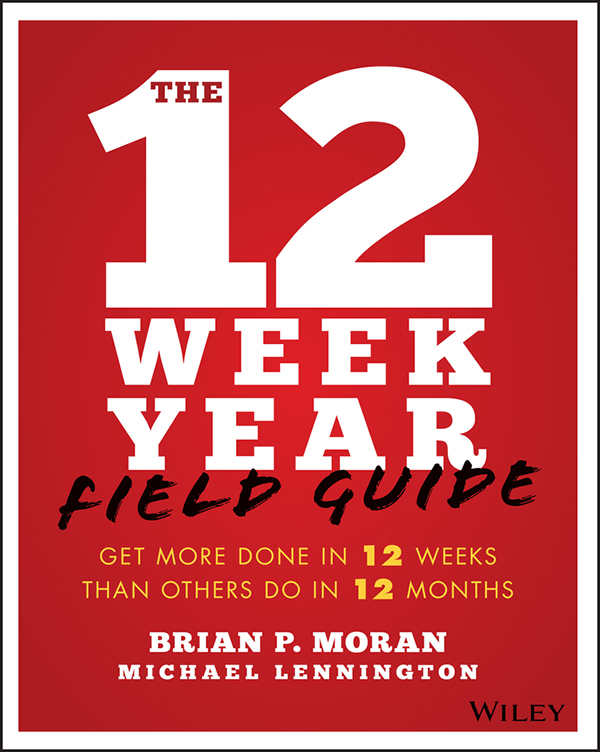 THE
12
WEEK
YEAR
FIELD GUIDE
GET MORE DONE IN 12 WEEKS
THAN OTHERS DO IN 12 MONTHS
BRIAN P. MORAN
MICHAEL LENNINGTON
WILEY